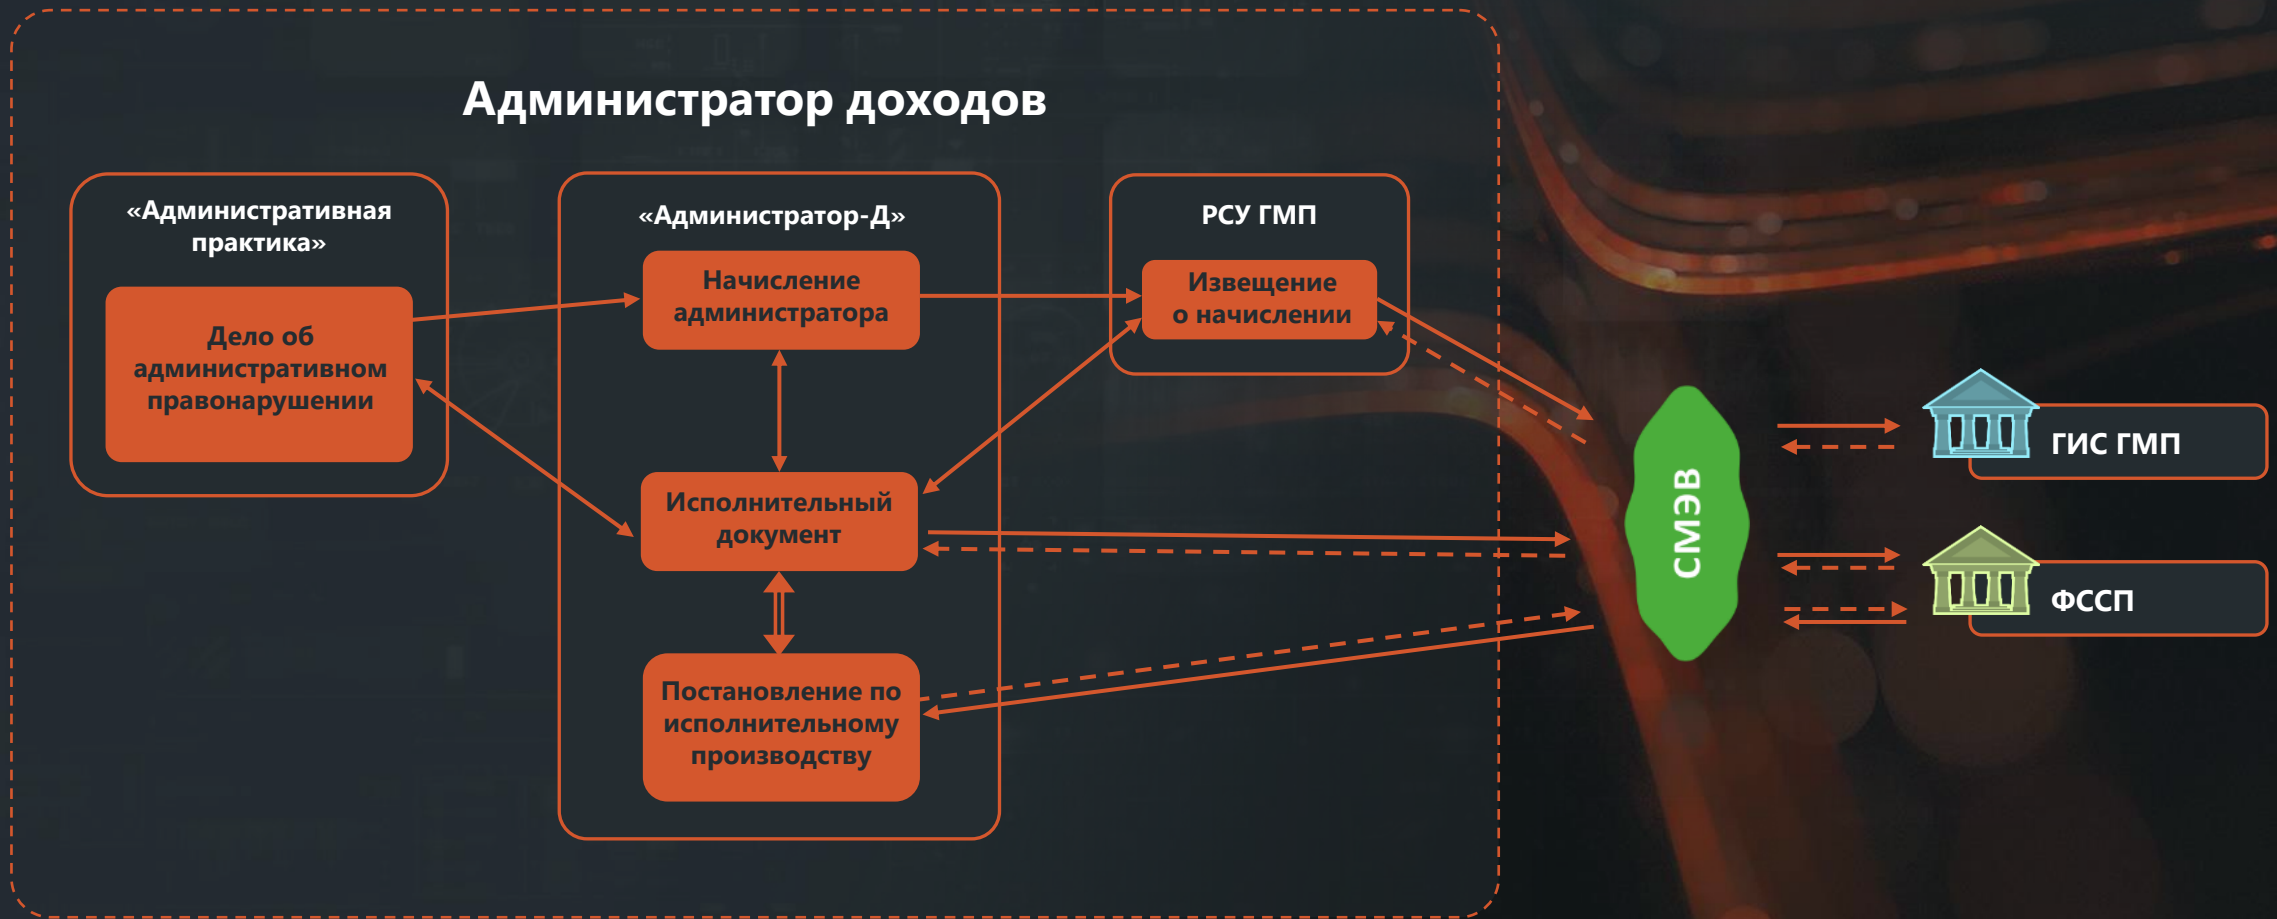 Администратор доходов
«Административная
практика»
Дело об
административном
правонарушении
«Администратор-Д»
Начисление
администратора
Исполнительный
документ
Постановление по
исполнительному
производству
РСУ ГМП
Извещение
о начислении
СМЭВ
ГИС ГМП
ФССП